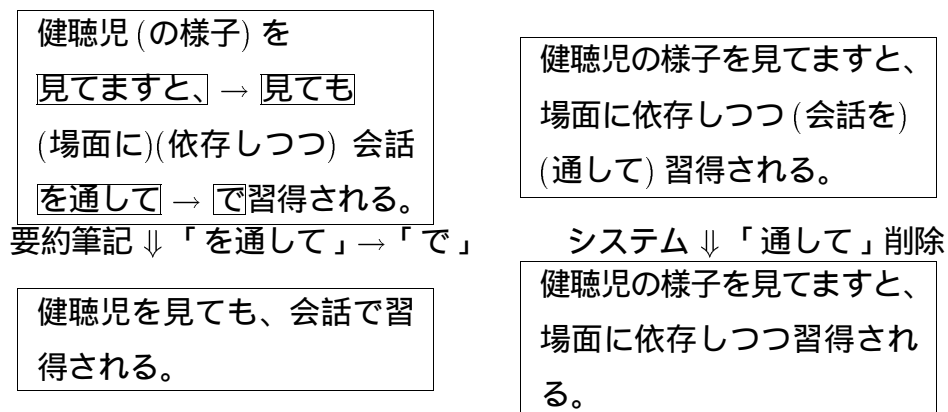 健聴児 (の様子) を
見てますと、 → 見ても
(場面に)(依存しつつ) 会話
を通して → で習得される。
要約筆記 ⇓ 「を通して」→「で」
健聴児を見ても、会話で習
得される。
健聴児の様子を見てますと、
場面に依存しつつ (会話を)
(通して) 習得される。
システム ⇓ 「通して」削除
健聴児の様子を見てますと、
場面に依存しつつ習得され
る。